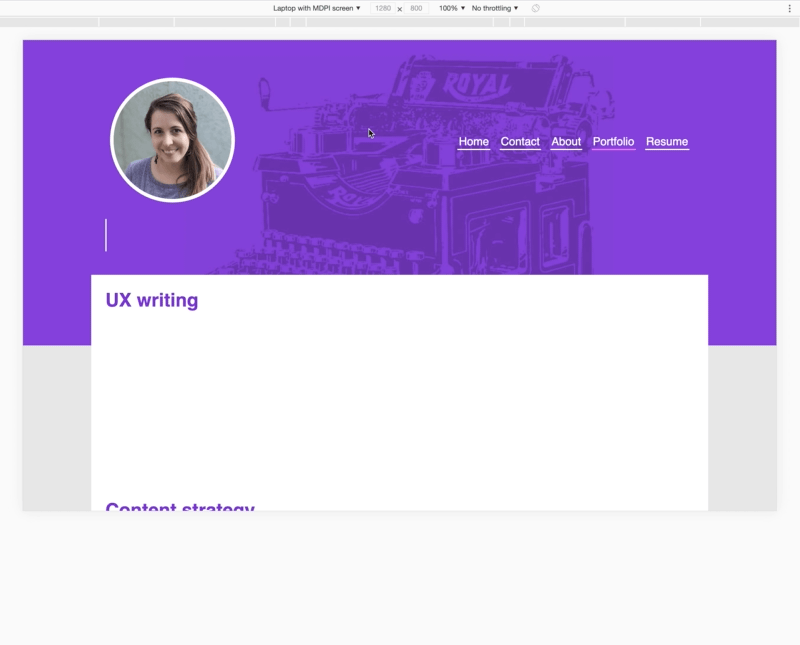 Laptop with MDPI screen ▼ 1280 × 800 100% ▼ No throttling ▼
ROYAL
Home Contact About Portfolio Resume
ROYAL
UX writing
Content strategy